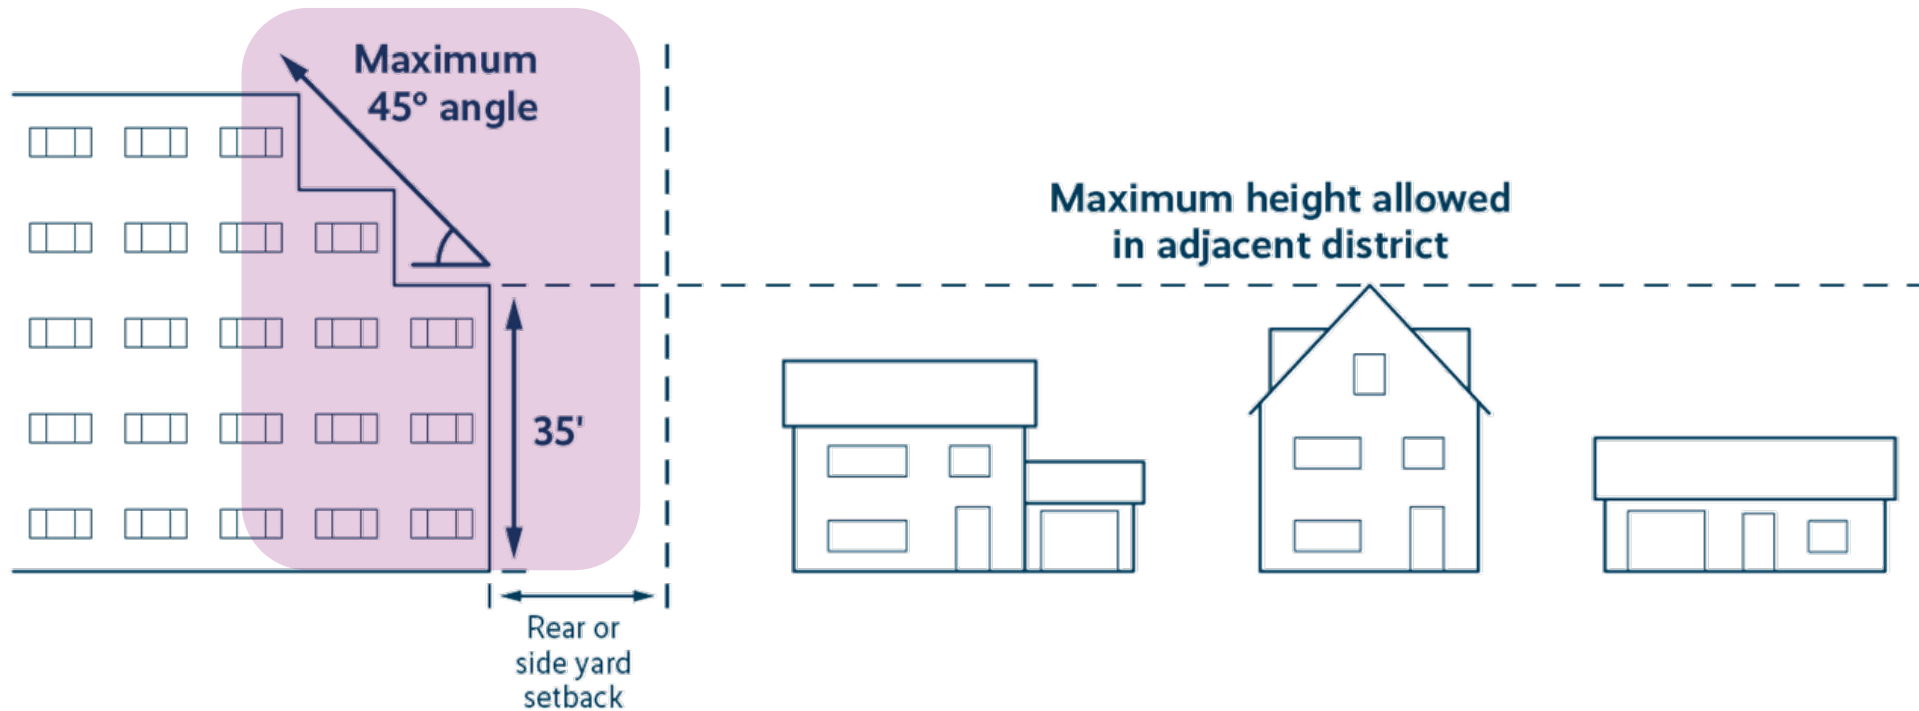 Maximum
45° angle
Maximum height allowed
in adjacent district
35'
Rear or
side yard
setback